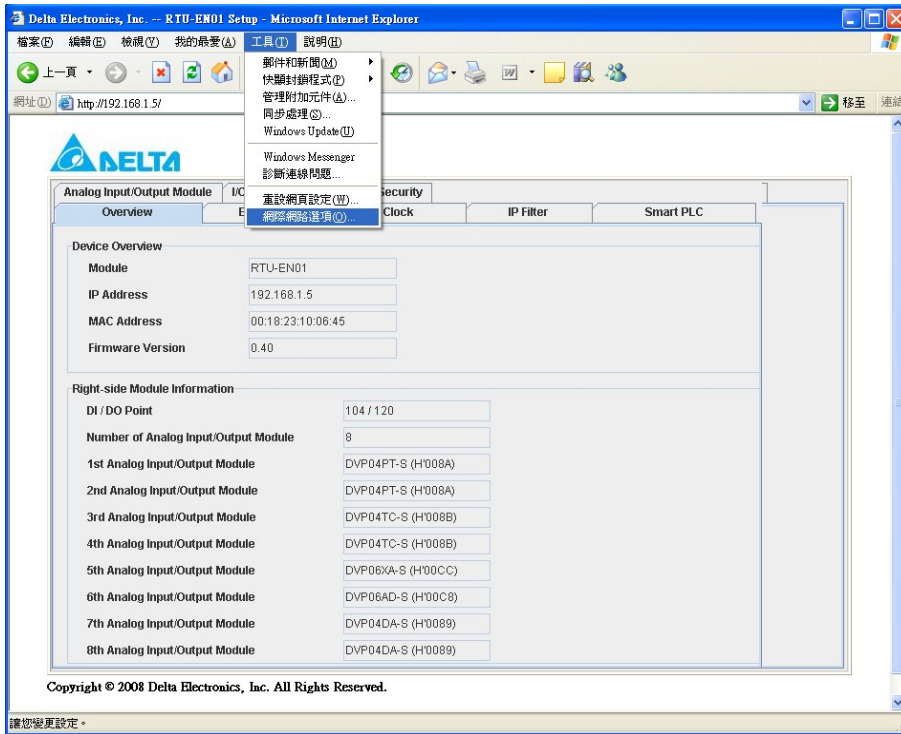 Delta Electronics, Inc. -- RTU-EN01 Setup - Microsoft Internet Explorer
檔案(F) 編輯(E) 檢視(V) 我的最愛(A) 工具(T) 說明(H)
上一頁
郵件和新聞(M)
快顯封鎖程式(P)
管理附加元件(A)...
同步處理(S)...
Windows Update(U)
Windows Messenger
診斷連線問題...
重設網頁設定(W)...
網際網路選項(O)...
網址(D) http://192.168.1.5/ 移至 連結
DELTA
Analog Input/Output Module Security
Overview Clock IP Filter Smart PLC
Device Overview
Module RTU-EN01
IP Address 192.168.1.5
MAC Address 00:18:23:10:06:45
Firmware Version 0.40
Right-side Module Information
DI / DO Point 104 / 120
Number of Analog Input/Output Module 8
1st Analog Input/Output Module DVP04PT-S (H'008A)
2nd Analog Input/Output Module DVP04PT-S (H'008A)
3rd Analog Input/Output Module DVP04TC-S (H'008B)
4th Analog Input/Output Module DVP04TC-S (H'008B)
5th Analog Input/Output Module DVP06XA-S (H'00CC)
6th Analog Input/Output Module DVP06AD-S (H'00C8)
7th Analog Input/Output Module DVP04DA-S (H'0089)
8th Analog Input/Output Module DVP04DA-S (H'0089)
Copyright © 2008 Delta Electronics, Inc. All Rights Reserved.
讓您變更設定。